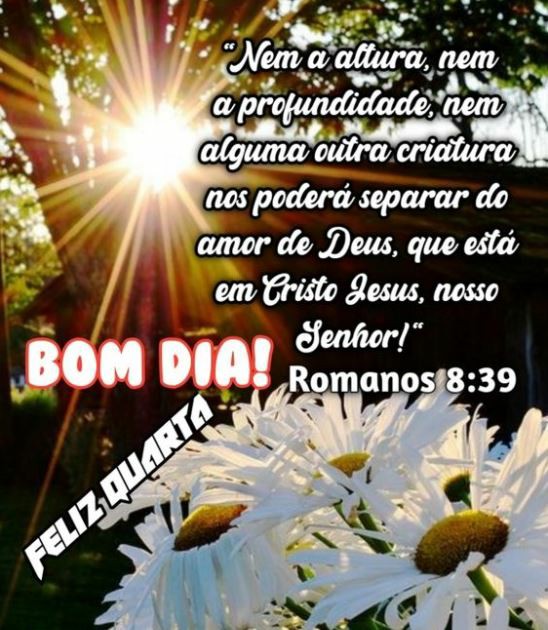 “Nem a altura, nem
a profundidade, nem
alguma outra criatura
nos poderá separar do
amor de Deus, que está
em Cristo Jesus, nosso
Senhor!“
Romanos 8:39
BOM DIA!
FELIZ QUARTA